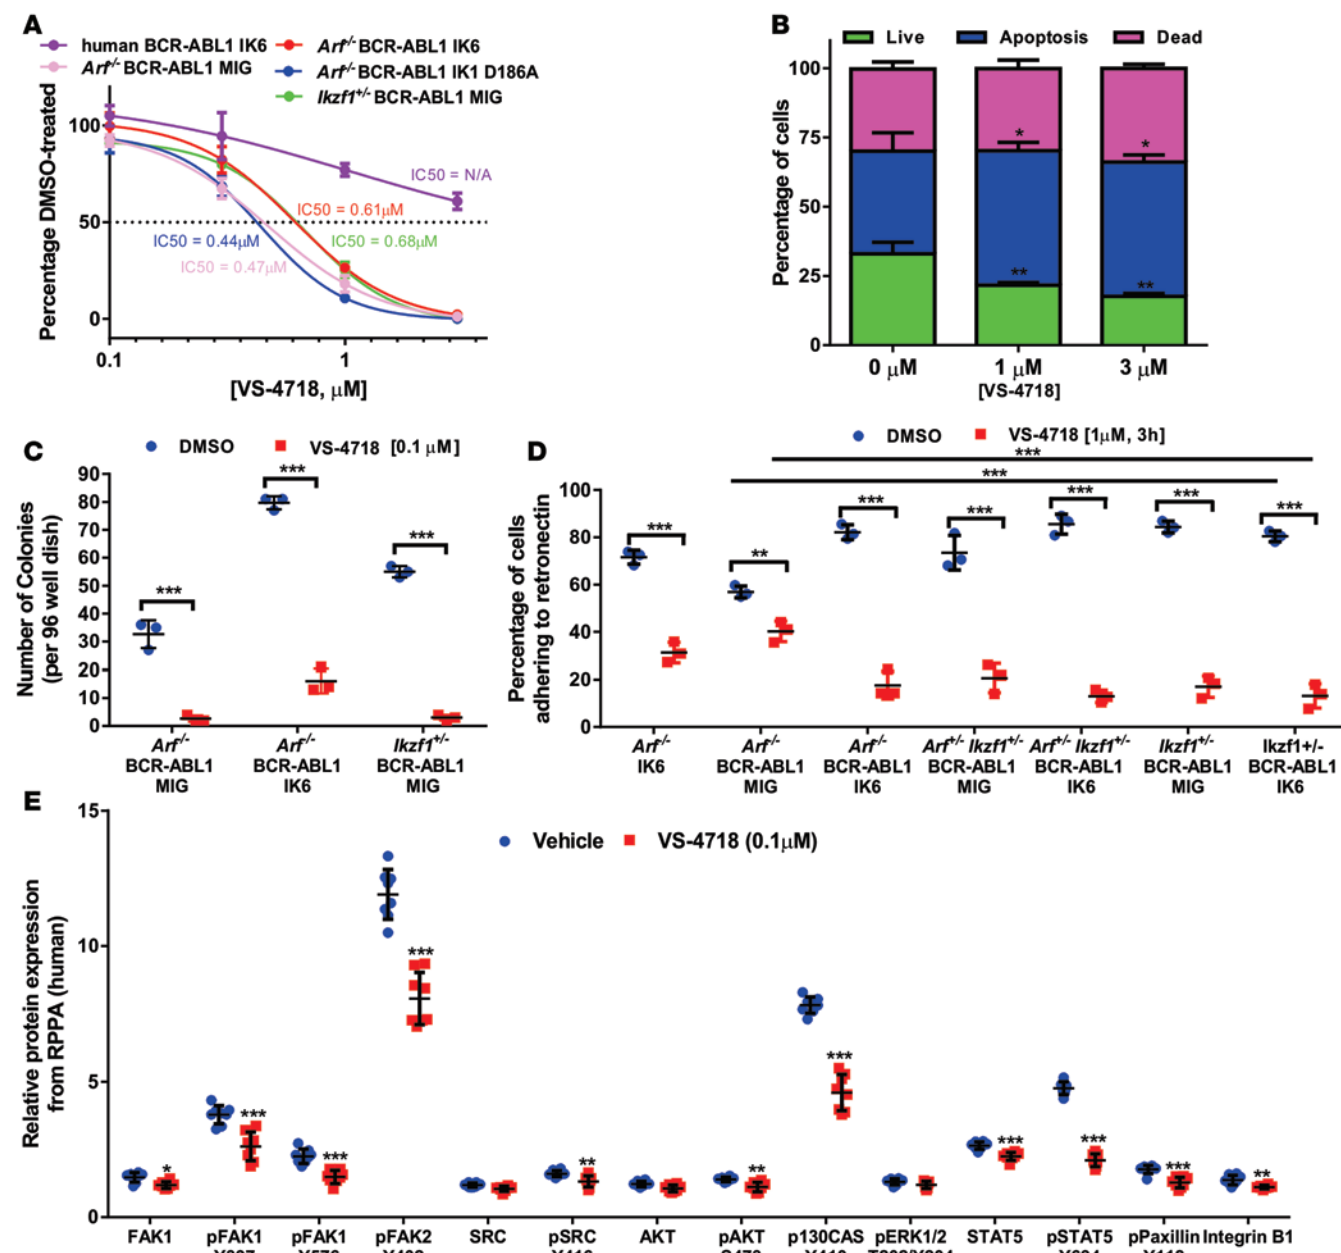 A
human BCR-ABL1 IK6
Arf-/- BCR-ABL1 MIG
Arf-/- BCR-ABL1 IK6
Arf-/- BCR-ABL1 IK1 D186A
Ikzf1+/- BCR-ABL1 MIG
Percentage DMSO-treated
100
50
0
IC50 = N/A
IC50 = 0.61μM
IC50 = 0.44μM
IC50 = 0.68μM
IC50 = 0.47μM
0.1
1
[VS-4718, μM]
B
Live
Apoptosis
Dead
Percentage of cells
100
75
50
25
0
*
*
**
**
0 μM
1 μM
3 μM
[VS-4718]
C
DMSO
VS-4718 [0.1 μM]
Number of Colonies
(per 96 well dish)
90
80
70
60
50
40
30
20
10
0
***
***
***
Arf-/-
BCR-ABL1
MIG
Arf-/-
BCR-ABL1
IK6
Ikzf1+/-
BCR-ABL1
MIG
D
DMSO
VS-4718 [1μM, 3h]
***
***
Percentage of cells
adhering to retronectin
100
80
60
40
20
0
***
**
***
***
***
***
***
Arf-/-
IK6
Arf-/-
BCR-ABL1
MIG
Arf-/-
BCR-ABL1
IK6
Arf+/- Ikzf1+/-
BCR-ABL1
MIG
Arf+/- Ikzf1+/-
BCR-ABL1
IK6
Ikzf1+/-
BCR-ABL1
MIG
Ikzf1+/-
BCR-ABL1
IK6
E
Vehicle
VS-4718 (0.1μM)
Relative protein expression
from RPPA (human)
15
10
5
0
*
***
***
***
**
**
***
***
***
***
**
FAK1
pFAK1
pFAK1
pFAK2
SRC
pSRC
AKT
pAKT
p130CAS
pERK1/2
STAT5
pSTAT5
pPaxillin
Integrin B1